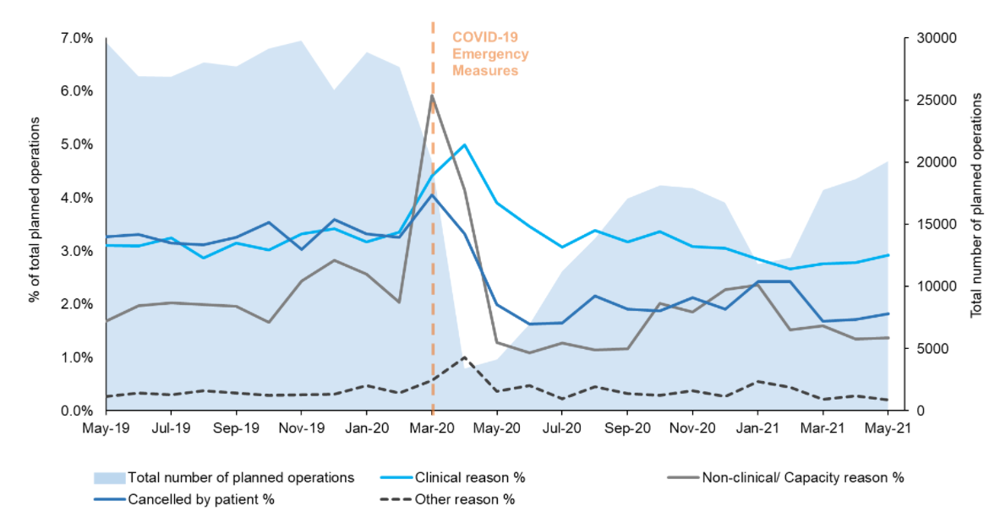 7.0%
6.0%
5.0%
4.0%
3.0%
2.0%
1.0%
0.0%
% of total planned operations
COVID-19
Emergency
Measures
30000
25000
20000
15000
10000
5000
0
Total number of planned operations
May-19 Jul-19 Sep-19 Nov-19 Jan-20 Mar-20 May-20 Jul-20 Sep-20 Nov-20 Jan-21 Mar-21 May-21
Total number of planned operations Clinical reason % Non-clinical/ Capacity reason %
Cancelled by patient % Other reason %